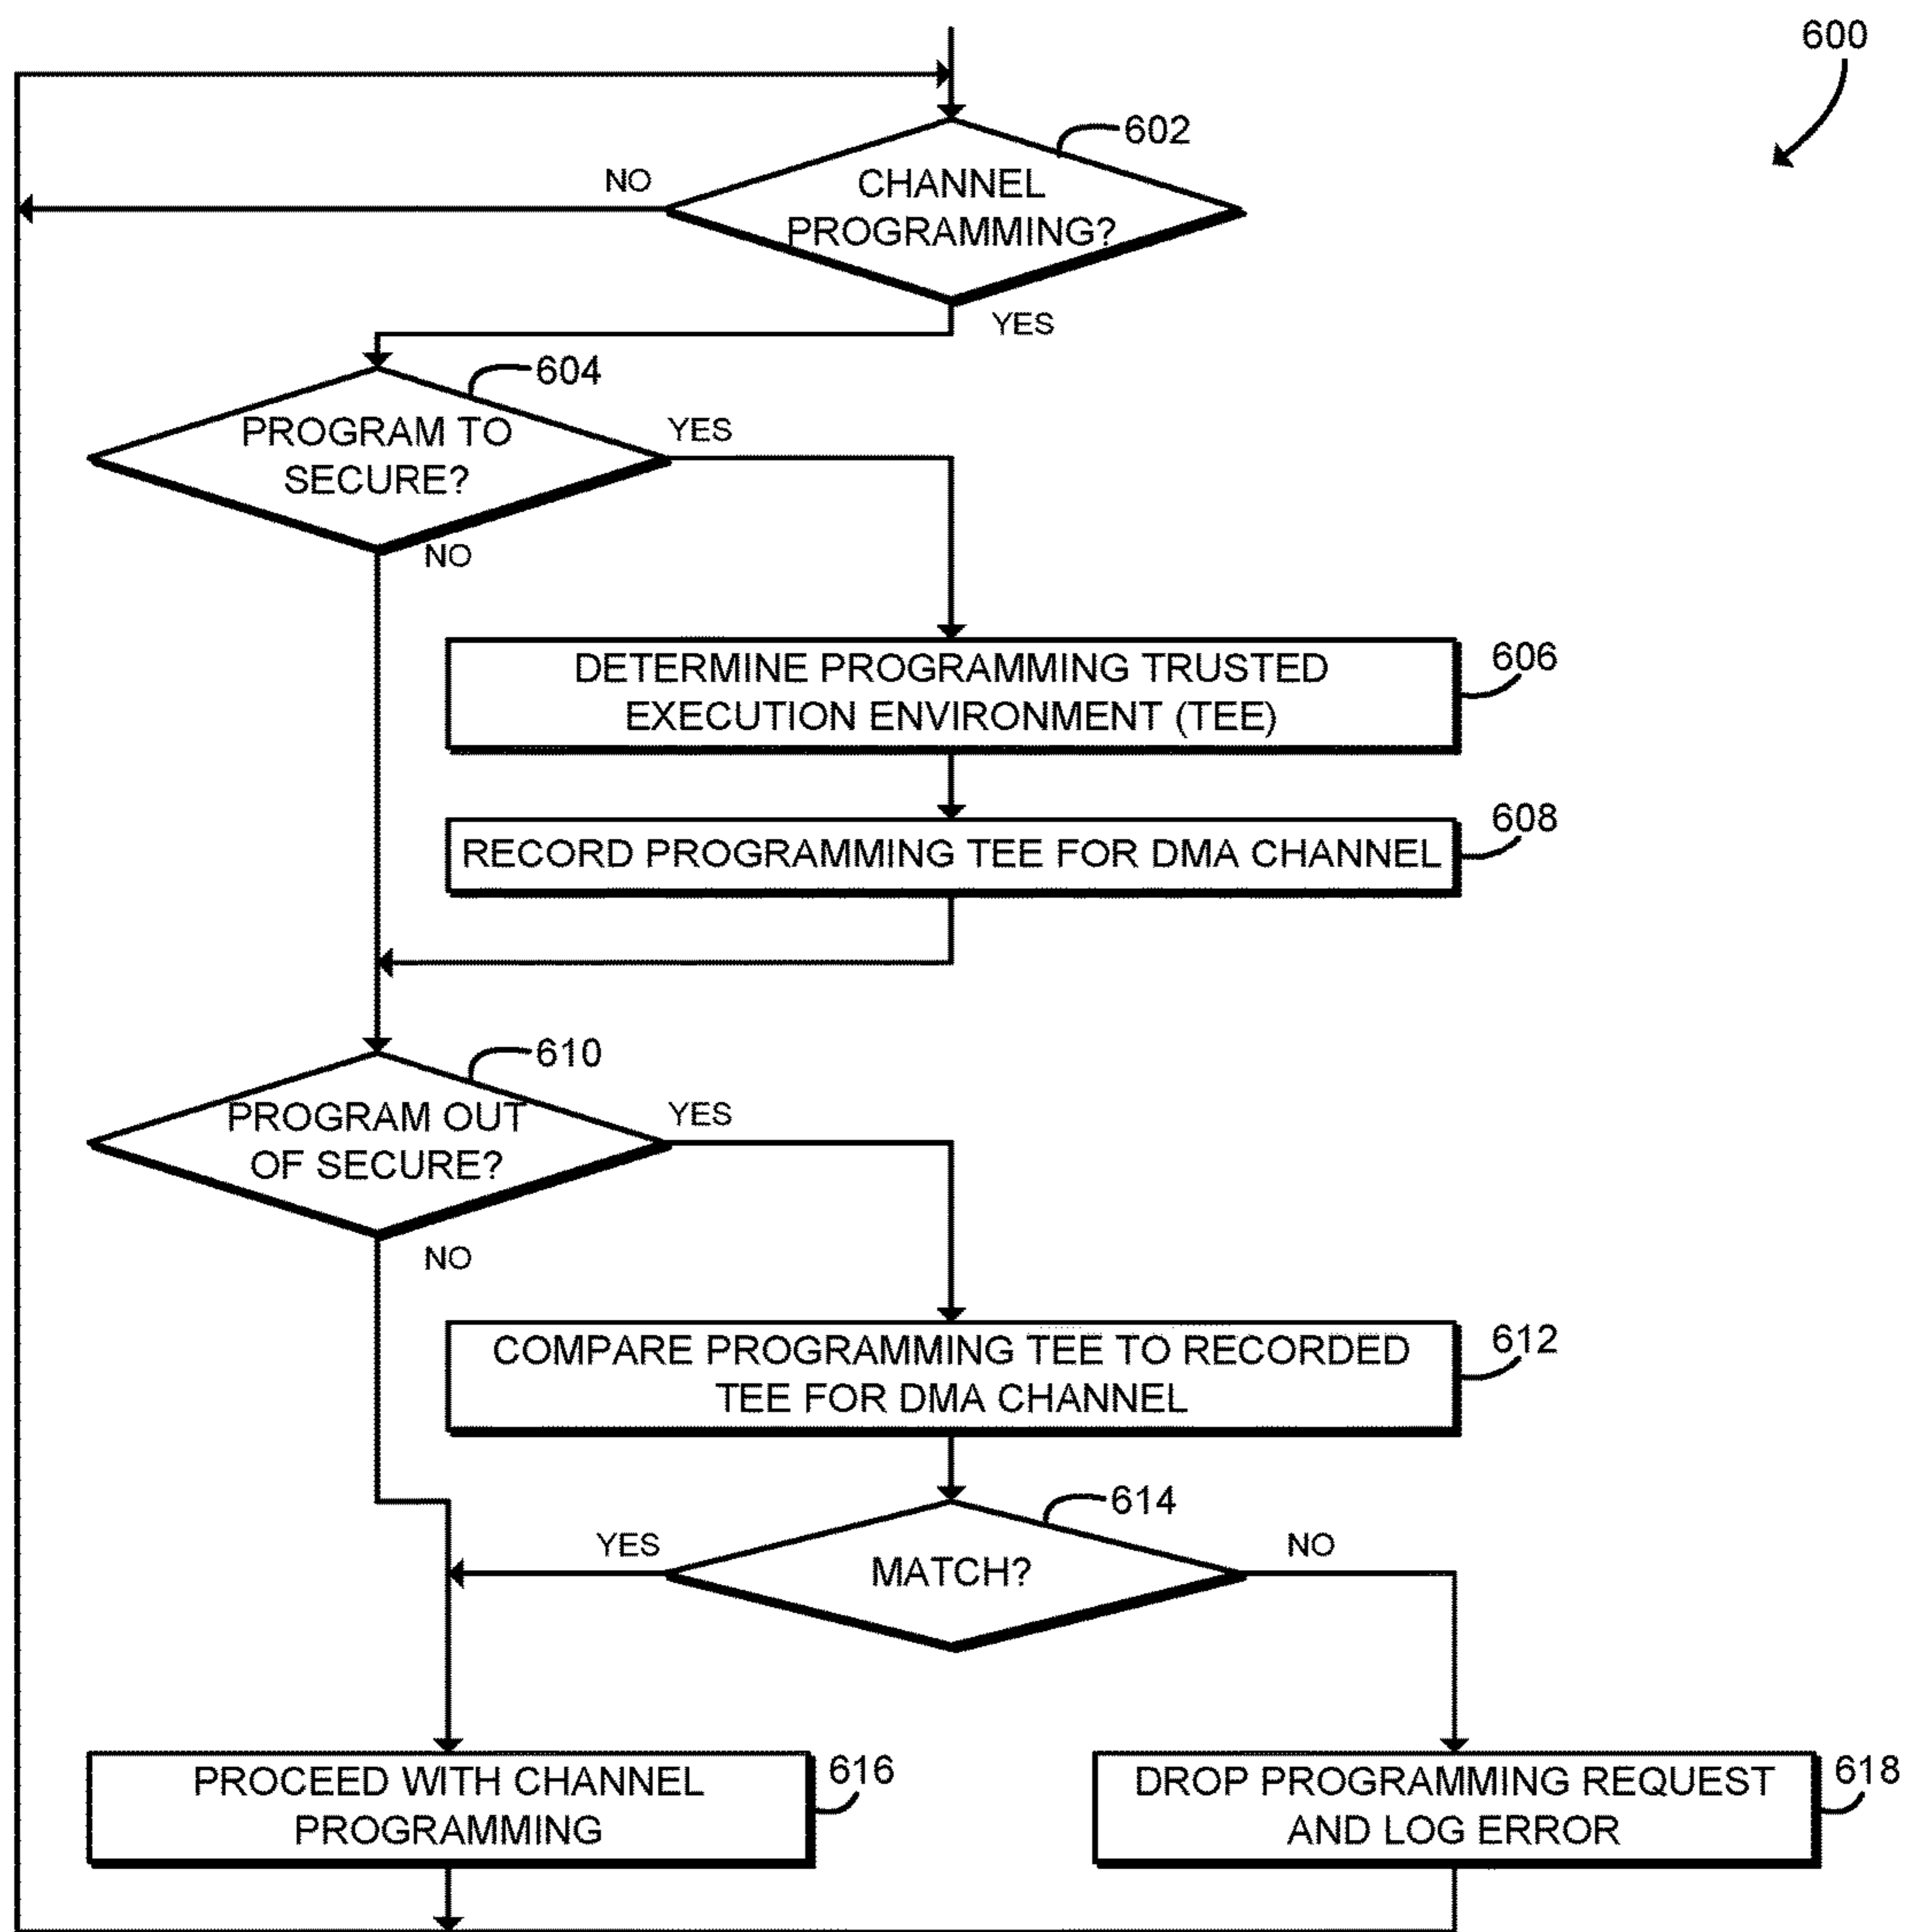 600
602
CHANNEL
PROGRAMMING?
NO
YES
604
PROGRAM TO
SECURE?
YES
NO
DETERMINE PROGRAMMING TRUSTED
EXECUTION ENVIRONMENT (TEE)
606
RECORD PROGRAMMING TEE FOR DMA CHANNEL
608
610
PROGRAM OUT
OF SECURE?
YES
NO
COMPARE PROGRAMMING TEE TO RECORDED
TEE FOR DMA CHANNEL
612
614
YES
MATCH?
NO
PROCEED WITH CHANNEL
PROGRAMMING
616
DROP PROGRAMMING REQUEST
AND LOG ERROR
618